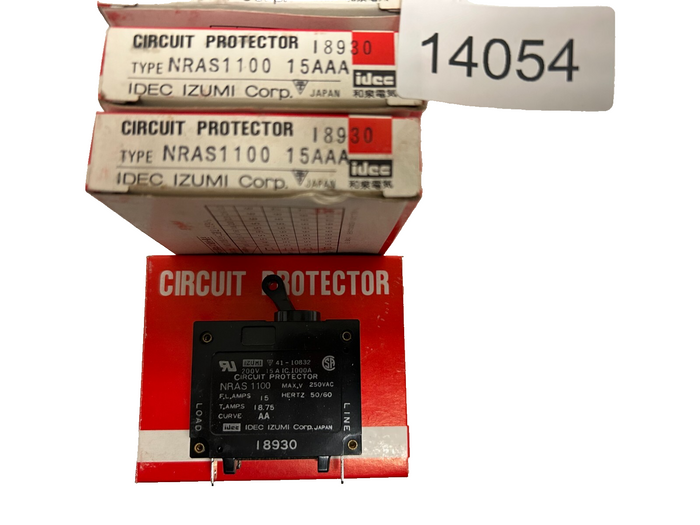 14054
CIRCUIT PROTECTOR 18930
TYPE NRAS1100 15AAA
idec
IDEC IZUMI Corp. JAPAN 和泉電気
CIRCUIT PROTECTOR 18930
TYPE NRAS1100 15AAA
idec
IDEC IZUMI Corp. JAPAN 和泉電気
CIRCUIT PROTECTOR
41-10832
200V 15A IC.1000A
CIRCUIT PROTECTOR
NRAS 1100 MAX.V 250VAC
F.L.AMPS 15 HERTZ 50/60
T.AMPS 18.75
CURVE AA
idec IDEC IZUMI Corp. JAPAN
18930
LOAD
LINE